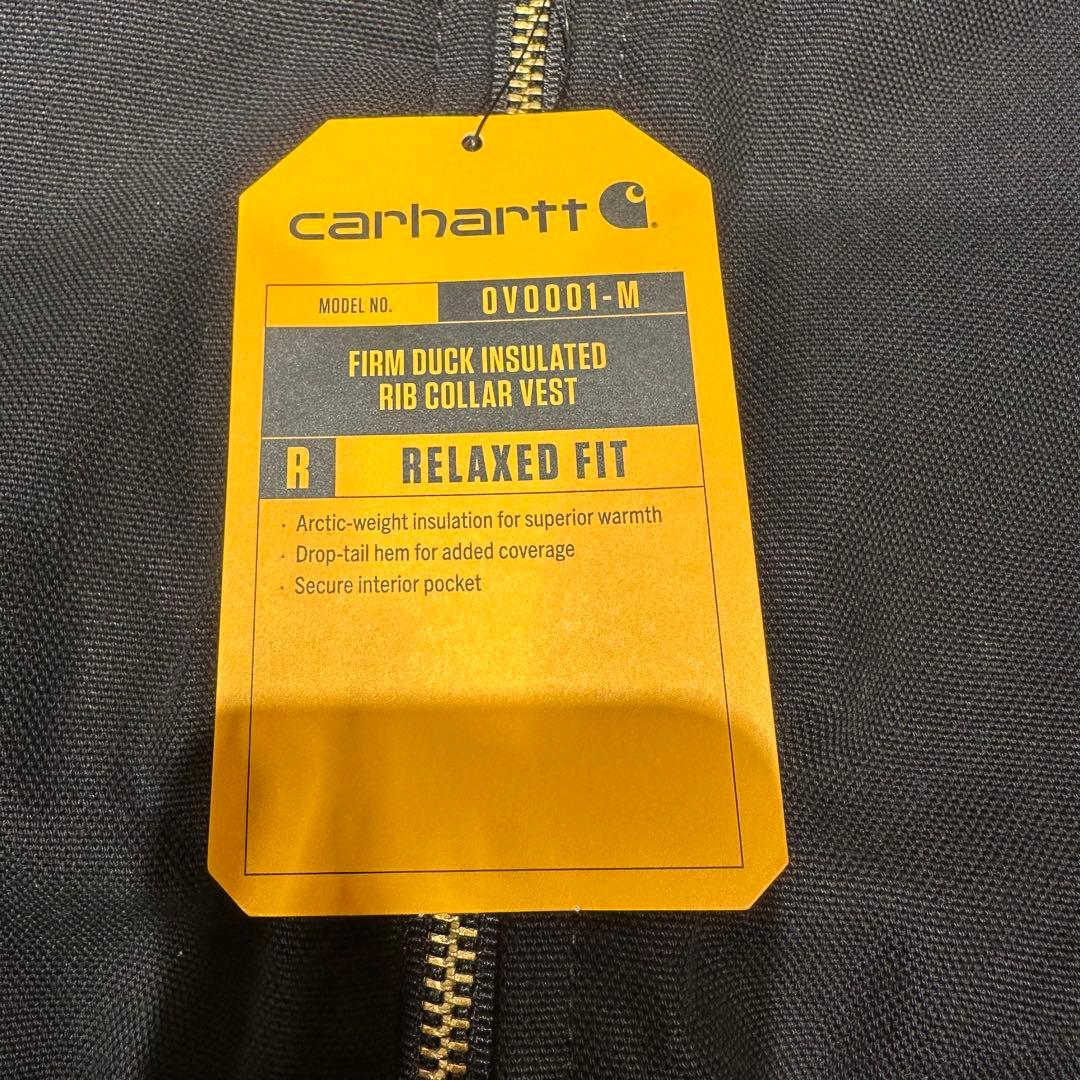 carhartt
MODEL NO. OV0001-M
FIRM DUCK INSULATED
RIB COLLAR VEST
R RELAXED FIT
· Arctic-weight insulation for superior warmth
· Drop-tail hem for added coverage
· Secure interior pocket